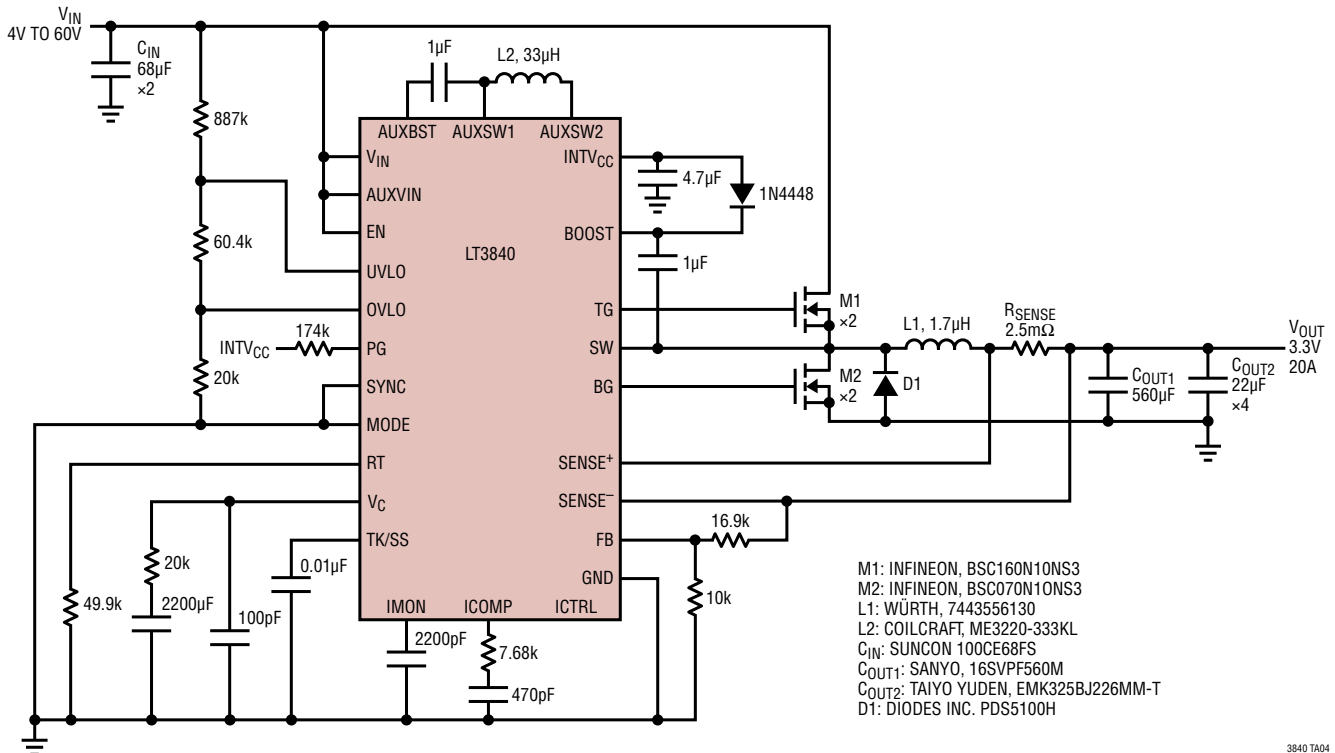 VIN
4V TO 60V
CIN
68µF
×2
887k
60.4k
20k
1µF
L2, 33µH
AUXBST
AUXSW1
AUXSW2
VIN
AUXVIN
EN
UVLO
OVLO
PG
SYNC
MODE
RT
VC
TK/SS
IMON
ICOMP
ICTRL
LT3840
INTVCC
BOOST
TG
SW
BG
SENSE+
SENSE–
FB
GND
INTVCC
174k
4.7µF
1N4448
1µF
M1
×2
M2
×2
D1
L1, 1.7µH
RSENSE
2.5mΩ
VOUT
3.3V
20A
COUT1
560µF
COUT2
22µF
×4
49.9k
20k
2200µF
100pF
0.01µF
2200pF
7.68k
470pF
16.9k
10k
M1: INFINEON, BSC160N10NS3
M2: INFINEON, BSC070N10NS3
L1: WÜRTH, 7443556130
L2: COILCRAFT, ME3220-333KL
CIN: SUNCON 100CE68FS
COUT1: SANYO, 16SVPF560M
COUT2: TAIYO YUDEN, EMK325BJ226MM-T
D1: DIODES INC. PDS5100H
3840 TA04